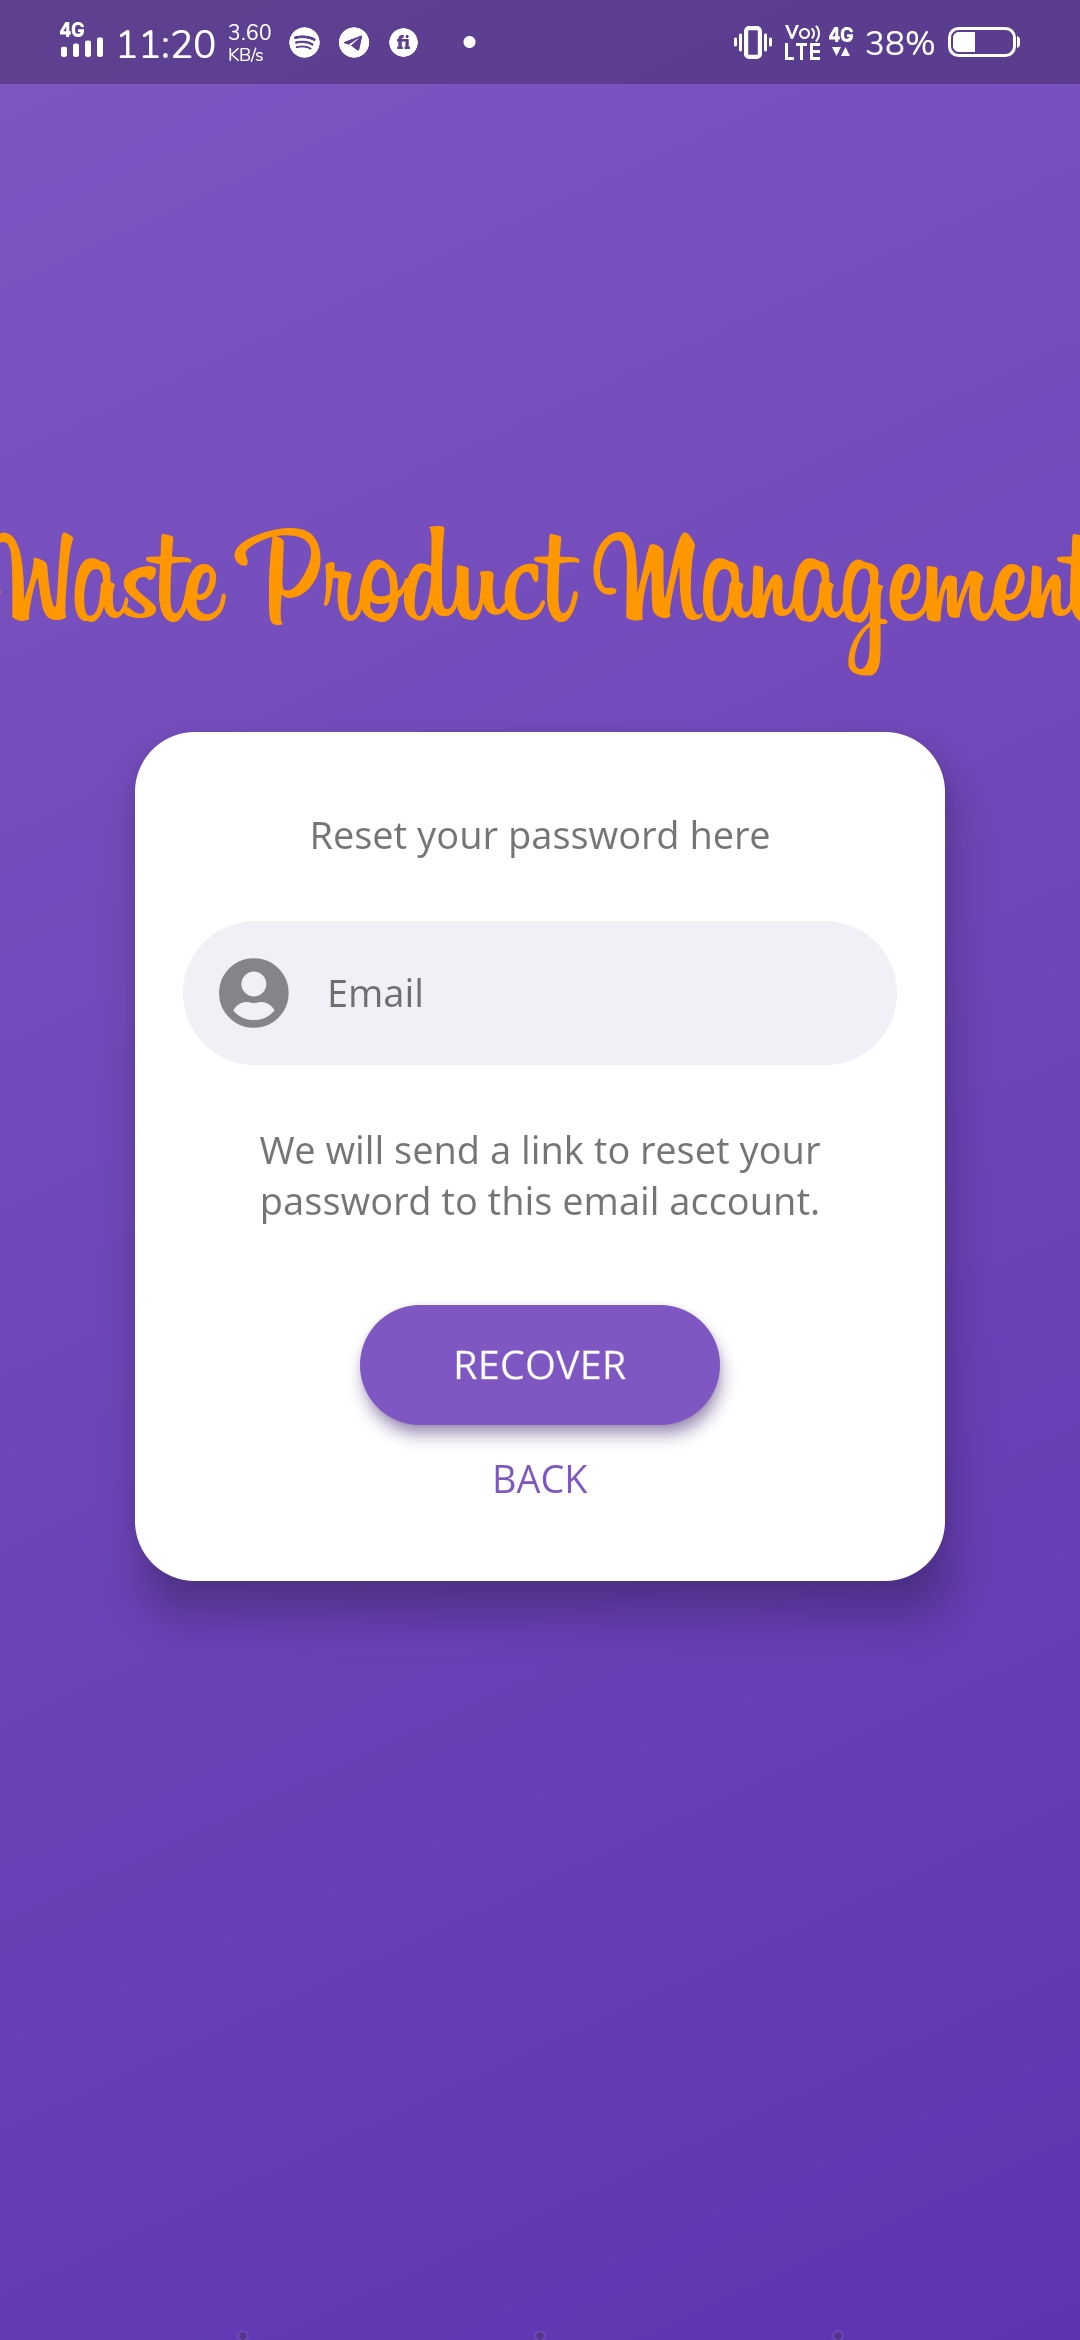 4G 11:20 3.60 KB/s fi Vo)) LTE 4G 38%
Waste Product Management
Reset your password here
Email
We will send a link to reset your
password to this email account.
RECOVER
BACK